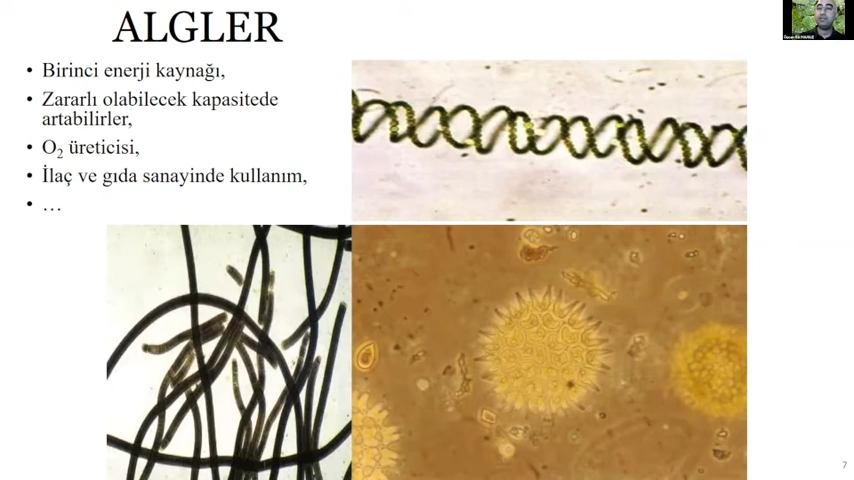 ALGLER
• Birinci enerji kaynağı,
• Zararlı olabilecek kapasitede
artabilirler,
• O₂ üreticisi,
• İlaç ve gıda sanayinde kullanım,
• …
7